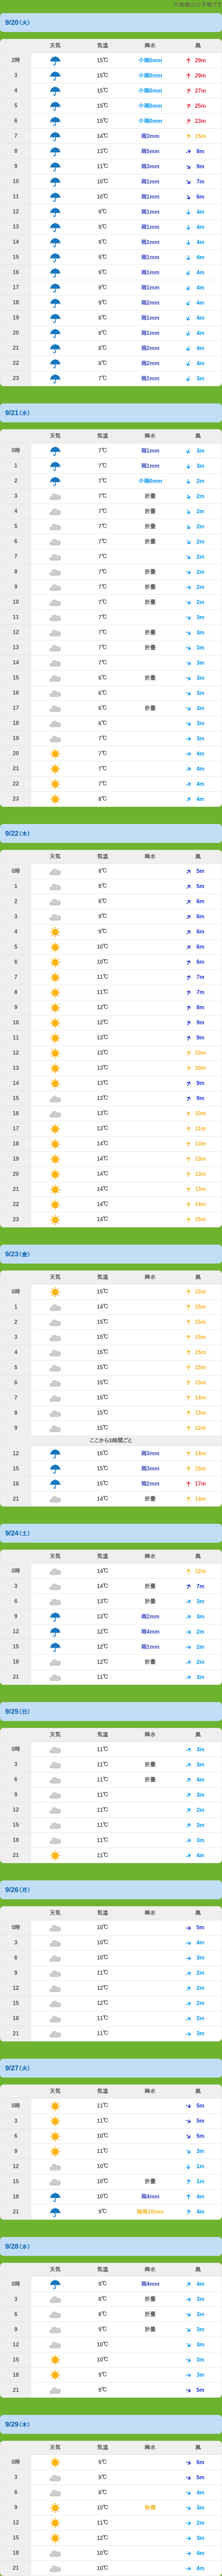 天狗様山の予報です
9/20(火)
天気 気温 降水 風
2時 15℃ 小雨0mm 29m
3 15℃ 小雨0mm 29m
4 15℃ 小雨0mm 27m
5 15℃ 小雨0mm 25m
6 15℃ 小雨0mm 23m
7 14℃ 雨3mm 15m
8 13℃ 雨5mm 8m
9 11℃ 雨3mm 9m
10 10℃ 雨1mm 7m
11 10℃ 雨1mm 6m
12 9℃ 雨1mm 4m
13 9℃ 雨1mm 4m
14 9℃ 雨1mm 4m
15 9℃ 雨1mm 4m
16 9℃ 雨1mm 4m
17 9℃ 雨1mm 4m
18 9℃ 雨2mm 4m
19 8℃ 雨1mm 4m
20 8℃ 雨1mm 4m
21 8℃ 雨2mm 4m
22 8℃ 雨2mm 4m
23 7℃ 雨1mm 3m
9/21(水)
天気 気温 降水 風
0時 7℃ 雨1mm 3m
1 7℃ 雨1mm 3m
2 7℃ 小雨0mm 2m
3 7℃ 折曇 2m
4 7℃ 折曇 2m
5 7℃ 折曇 2m
6 7℃ 折曇 2m
7 7℃ 2m
8 7℃ 折曇 2m
9 7℃ 折曇 2m
10 7℃ 折曇 2m
11 7℃ 3m
12 7℃ 折曇 3m
13 7℃ 折曇 3m
14 7℃ 3m
15 6℃ 折曇 3m
16 6℃ 3m
17 6℃ 折曇 3m
18 6℃ 3m
19 7℃ 3m
20 7℃ 4m
21 7℃ 4m
22 7℃ 4m
23 8℃ 4m
9/22(木)
天気 気温 降水 風
0時 8℃ 5m
1 8℃ 5m
2 8℃ 6m
3 9℃ 6m
4 9℃ 6m
5 10℃ 6m
6 10℃ 6m
7 11℃ 7m
8 11℃ 7m
9 12℃ 8m
10 12℃ 9m
11 13℃ 9m
12 13℃ 10m
13 13℃ 10m
14 13℃ 9m
15 13℃ 9m
16 13℃ 10m
17 13℃ 11m
18 14℃ 13m
19 14℃ 13m
20 14℃ 13m
21 14℃ 12m
22 14℃ 14m
23 14℃ 15m
9/23(金)
天気 気温 降水 風
0時 15℃ 15m
1 14℃ 15m
2 15℃ 15m
3 15℃ 15m
4 15℃ 15m
5 15℃ 15m
6 15℃ 15m
7 15℃ 14m
8 15℃ 13m
9 15℃ 12m
ここから3時間ごと
12 15℃ 雨3mm 14m
15 15℃ 雨3mm 15m
18 15℃ 雨2mm 17m
21 14℃ 折曇 14m
9/24(土)
天気 気温 降水 風
0時 14℃ 12m
3 14℃ 折曇 7m
6 13℃ 折曇 3m
9 13℃ 雨2mm 3m
12 12℃ 雨4mm 2m
15 12℃ 雨1mm 2m
18 12℃ 折曇 2m
21 11℃ 3m
9/25(日)
天気 気温 降水 風
0時 11℃ 3m
3 11℃ 折曇 3m
6 11℃ 折曇 4m
9 11℃ 3m
12 11℃ 2m
15 11℃ 3m
18 11℃ 3m
21 11℃ 4m
9/26(月)
天気 気温 降水 風
0時 10℃ 5m
3 10℃ 4m
6 10℃ 3m
9 11℃ 2m
12 12℃ 2m
15 12℃ 2m
18 11℃ 2m
21 11℃ 3m
9/27(火)
天気 気温 降水 風
0時 11℃ 5m
3 11℃ 5m
6 10℃ 5m
9 11℃ 3m
12 10℃ 1m
15 10℃ 折曇 1m
18 10℃ 雨4mm 4m
21 9℃ 強雨10mm 4m
9/28(水)
天気 気温 降水 風
0時 9℃ 雨4mm 4m
3 8℃ 折曇 3m
6 8℃ 折曇 3m
9 9℃ 折曇 3m
12 10℃ 3m
15 10℃ 3m
18 9℃ 3m
21 8℃ 5m
9/29(木)
天気 気温 降水 風
0時 9℃ 6m
3 9℃ 5m
6 8℃ 4m
9 10℃ 快晴 3m
12 11℃ 2m
15 12℃ 3m
18 10℃ 4m
21 10℃ 4m